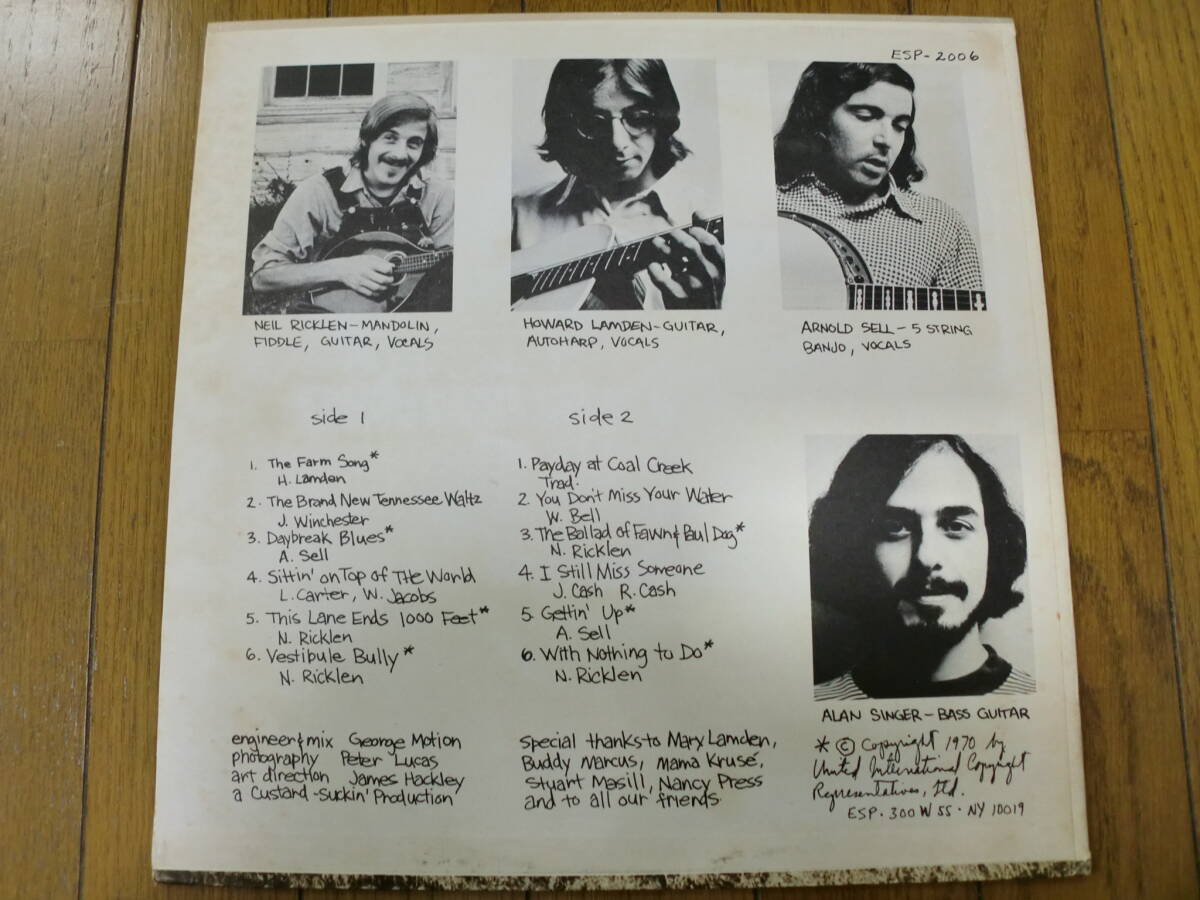 ESP-2006
NEIL RICKLEN-MANDOLIN,
FIDDLE, GUITAR, VOCALS
HOWARD LAMDEN-GUITAR,
AUTOHARP, VOCALS
ARNOLD SELL-5 STRING
BANJO, VOCALS
side 1
1. The Farm Song*
H. Lamden
2. The Brand New Tennessee Waltz
J. Winchester
3. Daybreak Blues*
A. Sell
4. Sittin' on Top of The World
L. Carter, W. Jacobs
5. This Lane Ends 1000 Feet*
N. Ricklen
6. Vestibule Bully*
N. Ricklen
side 2
1. Payday at Coal Creek
Trad.
2. You Don't Miss Your Water
W. Bell
3. The Ballad of Fawn & Paul Dog*
N. Ricklen
4. I Still Miss Someone
J. Cash R. Cash
5. Gettin' Up*
A. Sell
6. With Nothing to Do*
N. Ricklen
ALAN SINGER-BASS GUITAR
engineer & mix George Motion
photography Peter Lucas
art direction James Hackley
a Custard-Suckin' Production
special thanks to Mary Lamden,
Buddy Marcus, Mama Krusé,
Stuart Masill, Nancy Press
and to all our friends.
* © Copyright 1970 by
United International Copyright
Representatives, Ltd.
ESP · 300 W 55 · NY 10019